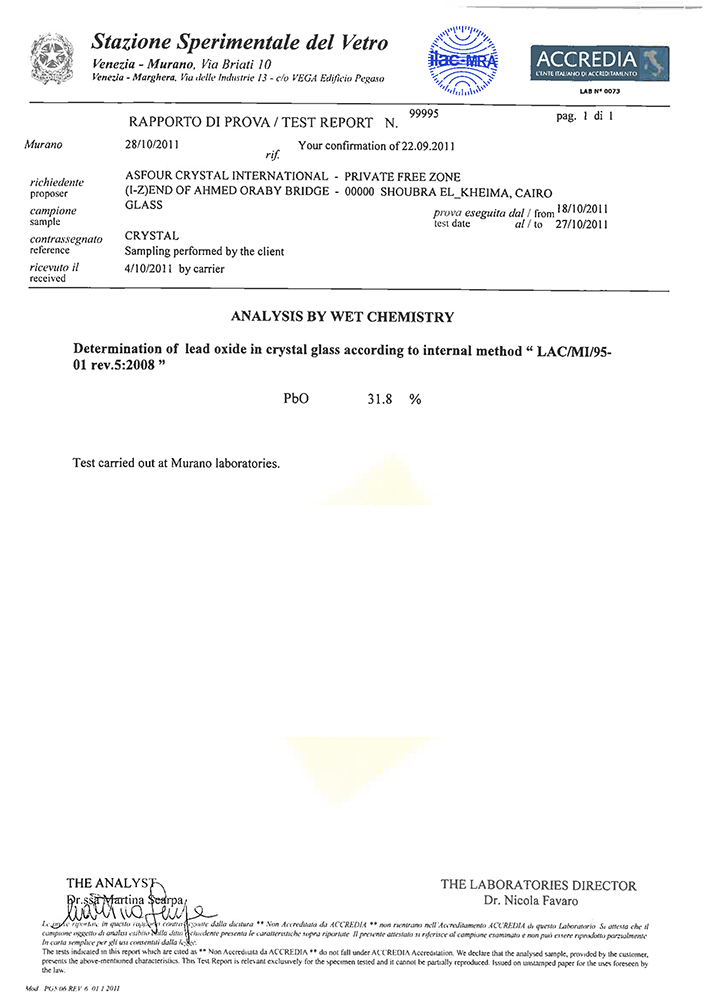 Stazione Sperimentale del Vetro
Venezia - Murano, Via Briati 10
Venezia - Marghera, Via delle Industrie 13 - c/o VEGA Edificio Pegaso
ilac-MRA
ACCREDIA
L'ENTE ITALIANO DI ACCREDITAMENTO
LAB N° 0073
RAPPORTO DI PROVA / TEST REPORT N. 99995
pag. 1 di 1
Murano 28/10/2011
rif. Your confirmation of 22.09.2011
richiedente
proposer
ASFOUR CRYSTAL INTERNATIONAL - PRIVATE FREE ZONE
(I-Z)END OF AHMED ORABY BRIDGE - 00000 SHOUBRA EL_KHEIMA, CAIRO
campione
sample
GLASS
prova eseguita dal / from 18/10/2011
test date al / to 27/10/2011
contrassegnato
reference
CRYSTAL
Sampling performed by the client
ricevuto il
received
4/10/2011 by carrier
ANALYSIS BY WET CHEMISTRY
Determination of lead oxide in crystal glass according to internal method “ LAC/MI/95-
01 rev.5:2008 ”
PbO 31.8 %
Test carried out at Murano laboratories.
THE ANALYST
Dr.ssa Martina Scarpa
THE LABORATORIES DIRECTOR
Dr. Nicola Favaro
Le prove riportate in questo rapporto contraddistinte dalla dicitura ** Non Accreditata da ACCREDIA ** non rientrano nell'Accreditamento ACCREDIA di questo Laboratorio Si attesta che il
campione oggetto di analisi esibito dalla ditta richiedente presenta le caratteristiche sopra riportate. Il presente attestato si riferisce al campione esaminato e non può essere riprodotto parzialmente
In carta semplice per gli usi consentiti dalla legge.
The tests indicated in this report which are cited as ** Non Accreditata da ACCREDIA ** do not fall under ACCREDIA Accreditation. We declare that the analysed sample, provided by the customer,
presents the above-mentioned characteristics. This Test Report is relevant exclusively for the specimen tested and it cannot be partially reproduced. Issued on unstamped paper for the uses foreseen by
the law.
Mod. PG5 06 REV 6 01 1 2011